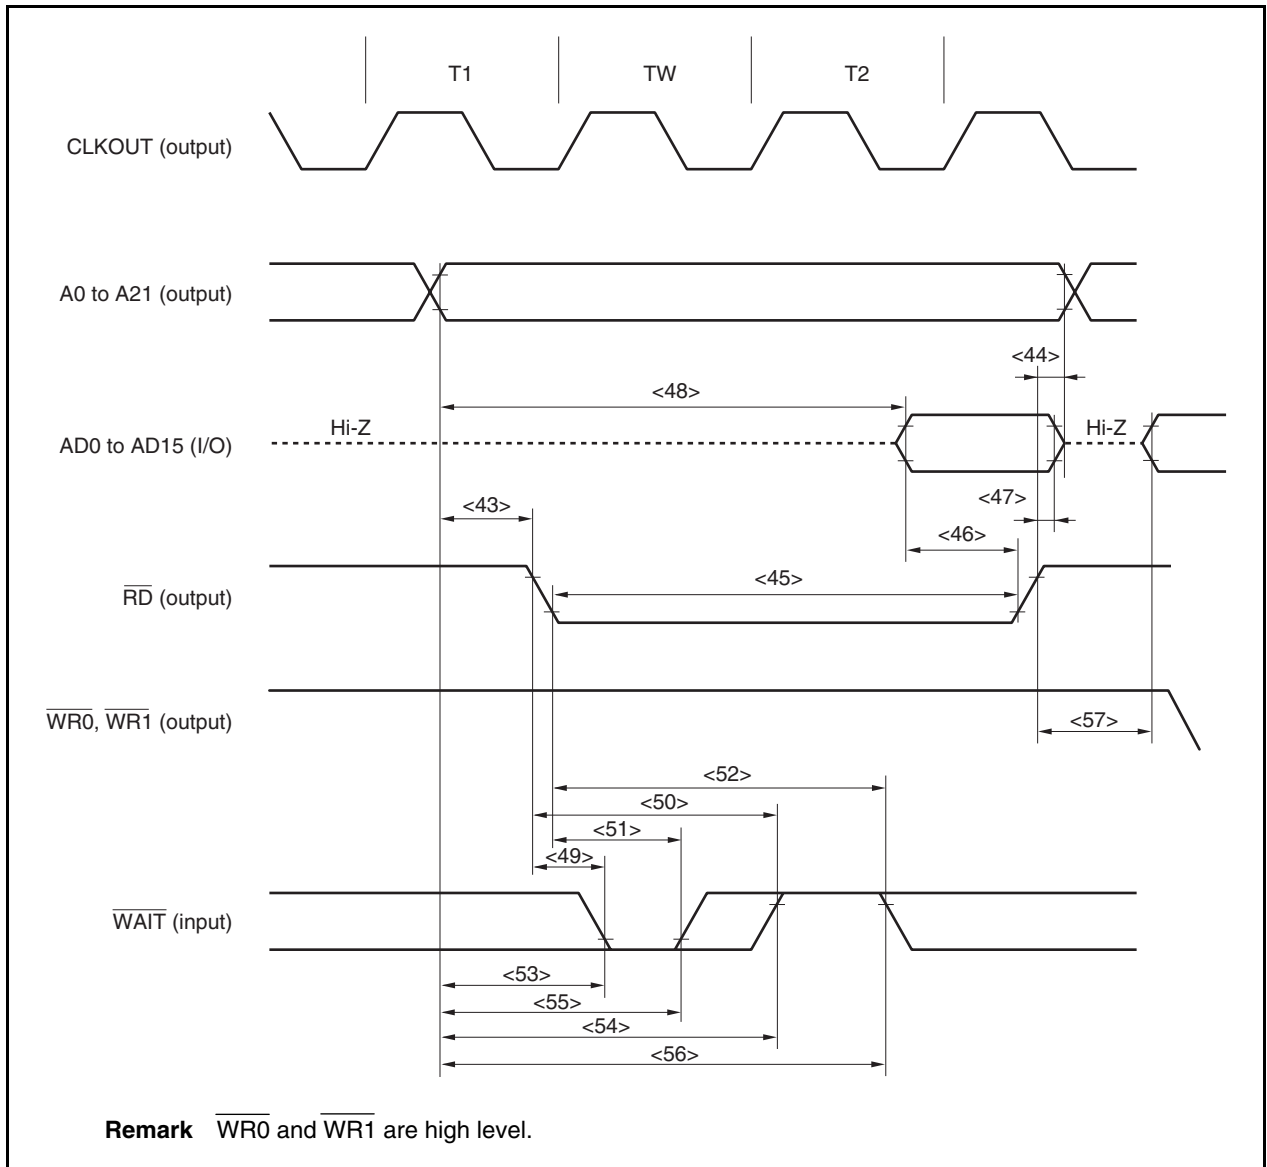 T1 TW T2
CLKOUT (output)
A0 to A21 (output)
<44>
<48>
Hi-Z Hi-Z
AD0 to AD15 (I/O)
<47>
<43>
<46>
<45>
RD (output)
WR0, WR1 (output)
<57>
<52>
<50>
<51>
<49>
WAIT (input)
<53>
<55>
<54>
<56>
Remark WR0 and WR1 are high level.